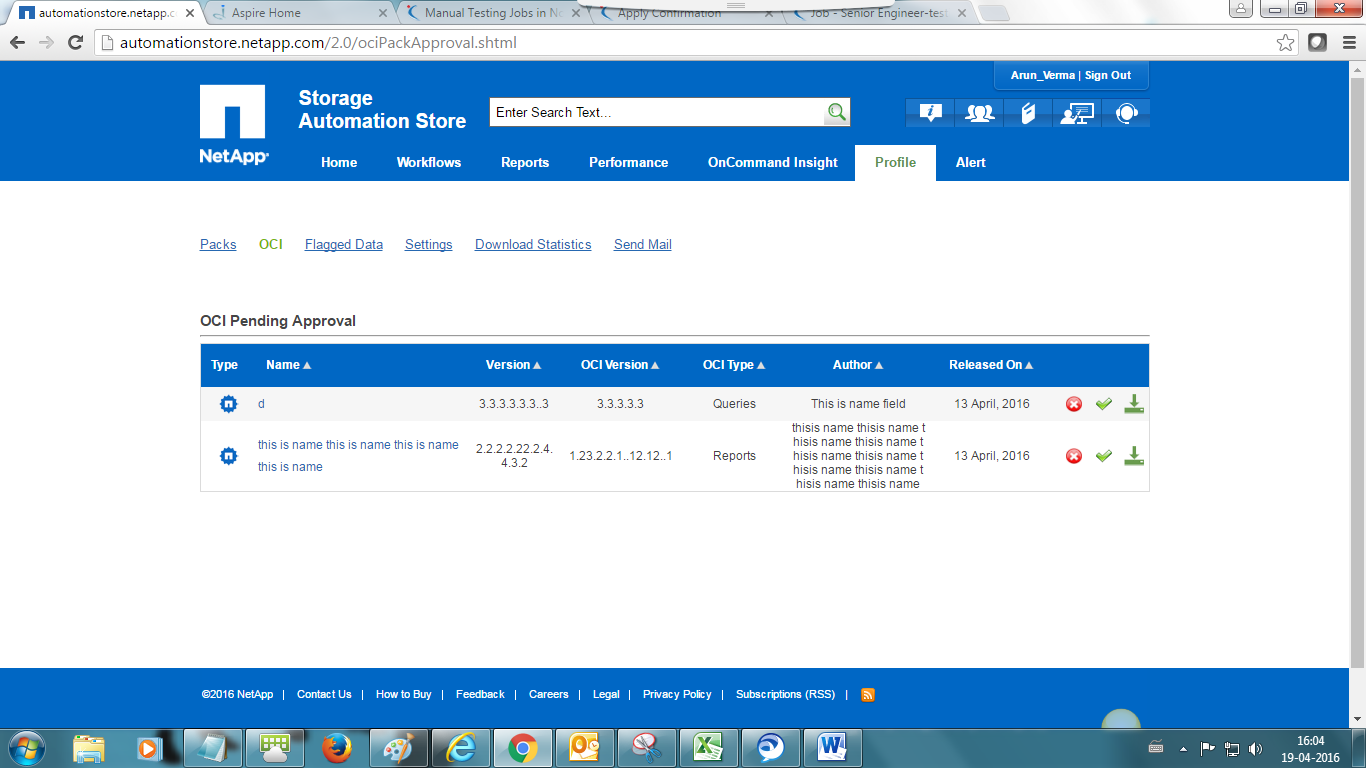 automationstore.netapp.c
Aspire Home
Manual Testing Jobs in No
Apply Confirmation
Job - Senior Engineer-test
automationstore.netapp.com/2.0/ociPackApproval.shtml
Arun_Verma | Sign Out
NetApp
Storage
Automation Store
Enter Search Text...
Home Workflows Reports Performance OnCommand Insight Profile Alert
Packs OCI Flagged Data Settings Download Statistics Send Mail
OCI Pending Approval
Type Name Version OCI Version OCI Type Author Released On
d 3.3.3.3.3.3..3 3.3.3.3.3 Queries This is name field 13 April, 2016
this is name this is name this is name
this is name
2.2.2.2.22.2.4.
4.3.2
1.23.2.2.1..12.12..1
Reports
thisis name thisis name t
hisis name thisis name t
hisis name thisis name t
hisis name thisis name t
hisis name thisis name
13 April, 2016
©2016 NetApp | Contact Us | How to Buy | Feedback | Careers | Legal | Privacy Policy | Subscriptions (RSS) |
16:04
19-04-2016